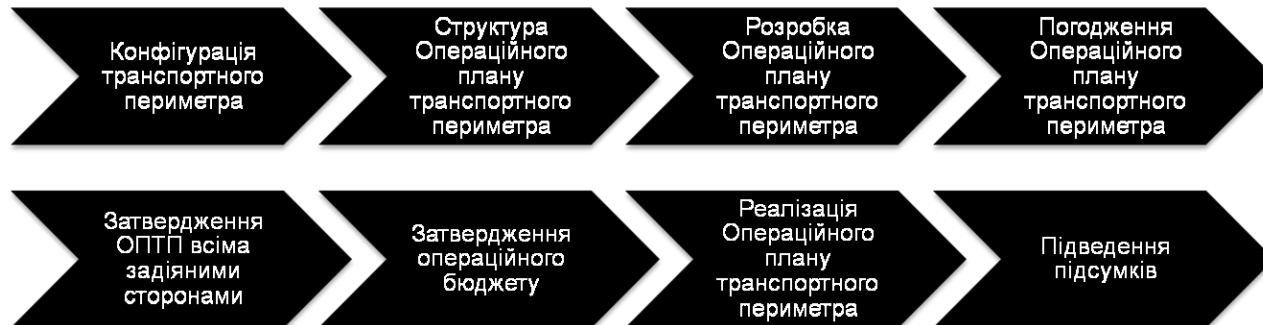 Конфігурація
транспортного
периметра
Структура
Операційного
плану
транспортного
периметра
Розробка
Операційного
плану
транспортного
периметра
Погодження
Операційного
плану
транспортного
периметра
Затвердження
ОПТП всіма
задіяними
сторонами
Затвердження
операційного
бюджету
Реалізація
Операційного
плану
транспортного
периметра
Підведення
підсумків